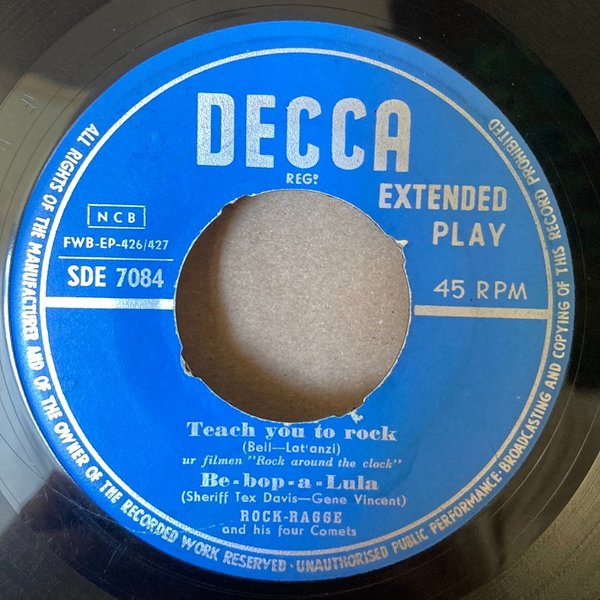 DECCA
REGD.
EXTENDED
PLAY
NCB
FWB-EP-426/427
SDE 7084
45 RPM
Teach you to rock
(Bell—Lat'anzi)
ur filmen "Rock around the clock"
Be-bop-a-Lula
(Sheriff Tex Davis—Gene Vincent)
ROCK-RAGGE
and his four Comets
ALL RIGHTS OF THE MANUFACTURER AND OF THE OWNER OF THE RECORDED WORK RESERVED · UNAUTHORISED PUBLIC PERFORMANCE·BROADCASTING AND COPYING OF THIS RECORD PROHIBITED